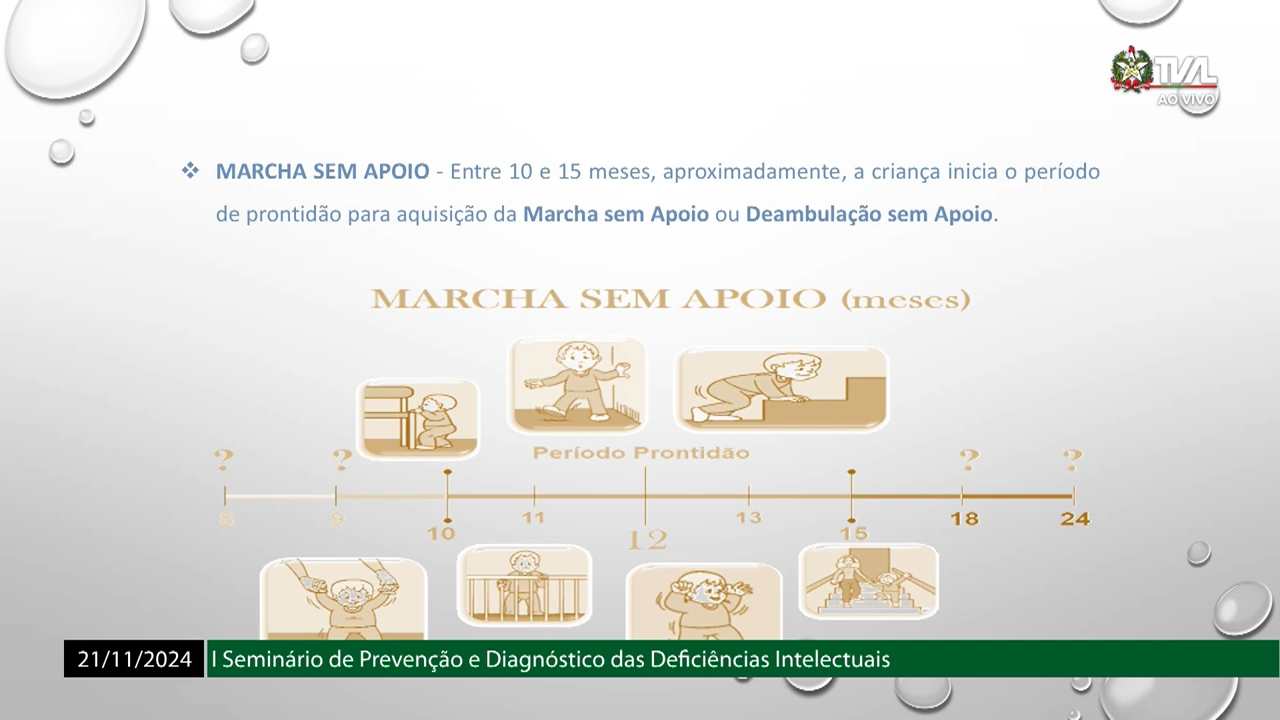 TVAL
AO VIVO
❖ MARCHA SEM APOIO - Entre 10 e 15 meses, aproximadamente, a criança inicia o período
de prontidão para aquisição da Marcha sem Apoio ou Deambulação sem Apoio.
MARCHA SEM APOIO (meses)
Período Prontidão
? ? ? ?
8 9 10 11 12 13 15 18 24
21/11/2024 I Seminário de Prevenção e Diagnóstico das Deficiências Intelectuais